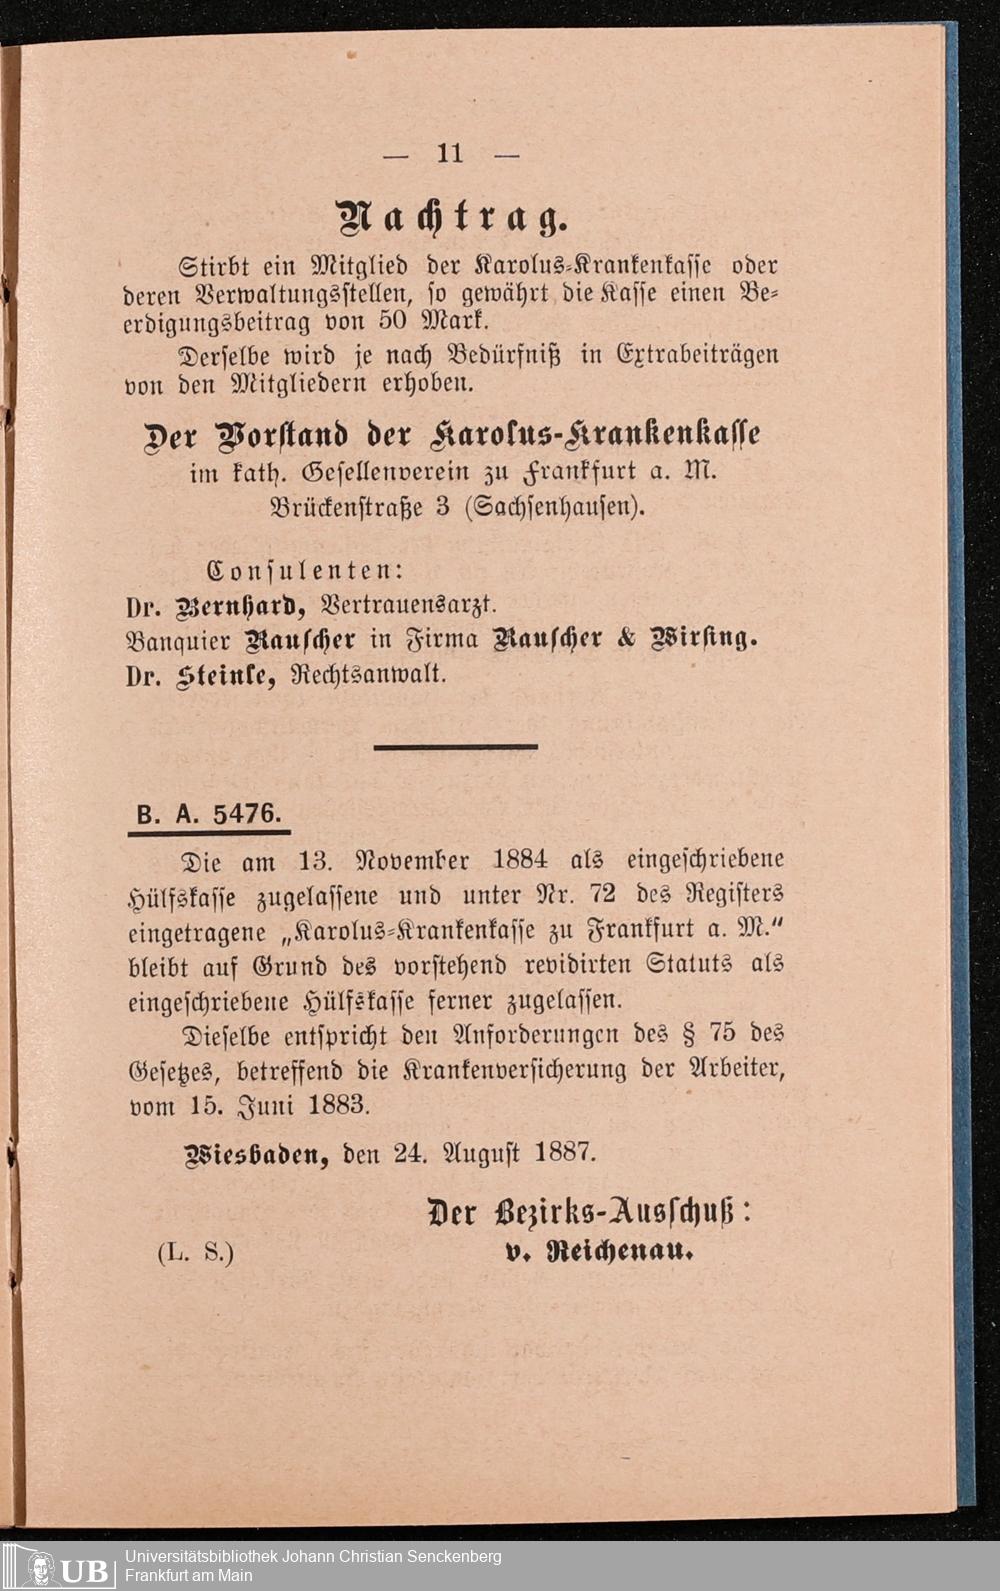 — 11 —
Nachtrag.
Stirbt ein Mitglied der Karolus-Krankenkasse oder
deren Verwaltungsstellen, so gewährt die Kasse einen Be-
erdigungsbeitrag von 50 Mark.
Derselbe wird je nach Bedürfniß in Extrabeiträgen
von den Mitgliedern erhoben.
Der Vorstand der Karolus-Krankenkasse
im kath. Gesellenverein zu Frankfurt a. M.
Brückenstraße 3 (Sachsenhausen).
Consulenten:
Dr. Bernhard, Vertrauensarzt.
Banquier Rauscher in Firma Rauscher & Wirsing.
Dr. Steinle, Rechtsanwalt.
B. A. 5476.
Die am 13. November 1884 als eingeschriebene
Hülfskasse zugelassene und unter Nr. 72 des Registers
eingetragene „Karolus-Krankenkasse zu Frankfurt a. M."
bleibt auf Grund des vorstehend revidirten Statuts als
eingeschriebene Hülfskasse ferner zugelassen.
Dieselbe entspricht den Anforderungen des § 75 des
Gesetzes, betreffend die Krankenversicherung der Arbeiter,
vom 15. Juni 1883.
Wiesbaden, den 24. August 1887.
Der Bezirks-Ausschuß:
(L. S.) v. Reichenau.
UB Universitätsbibliothek Johann Christian Senckenberg
Frankfurt am Main